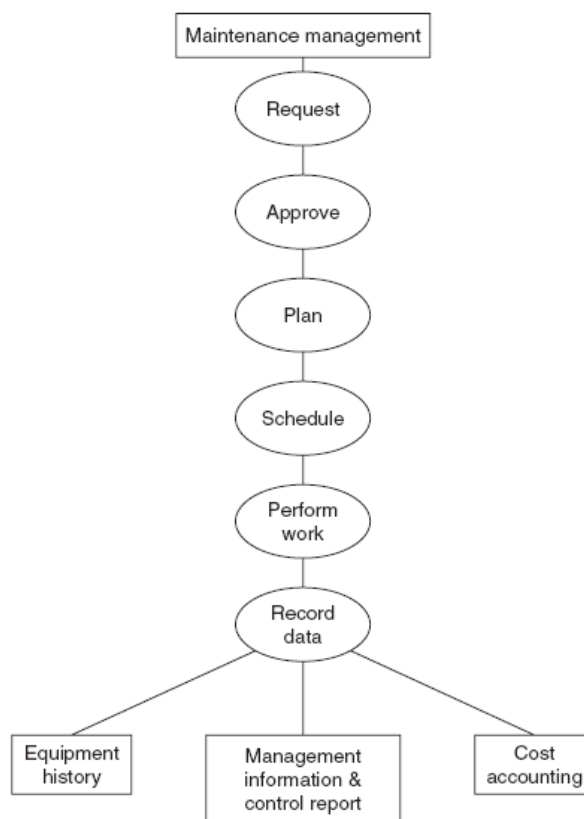 Maintenance management
Request
Approve
Plan
Schedule
Perform
work
Record
data
Equipment
history
Management
information &
control report
Cost
accounting